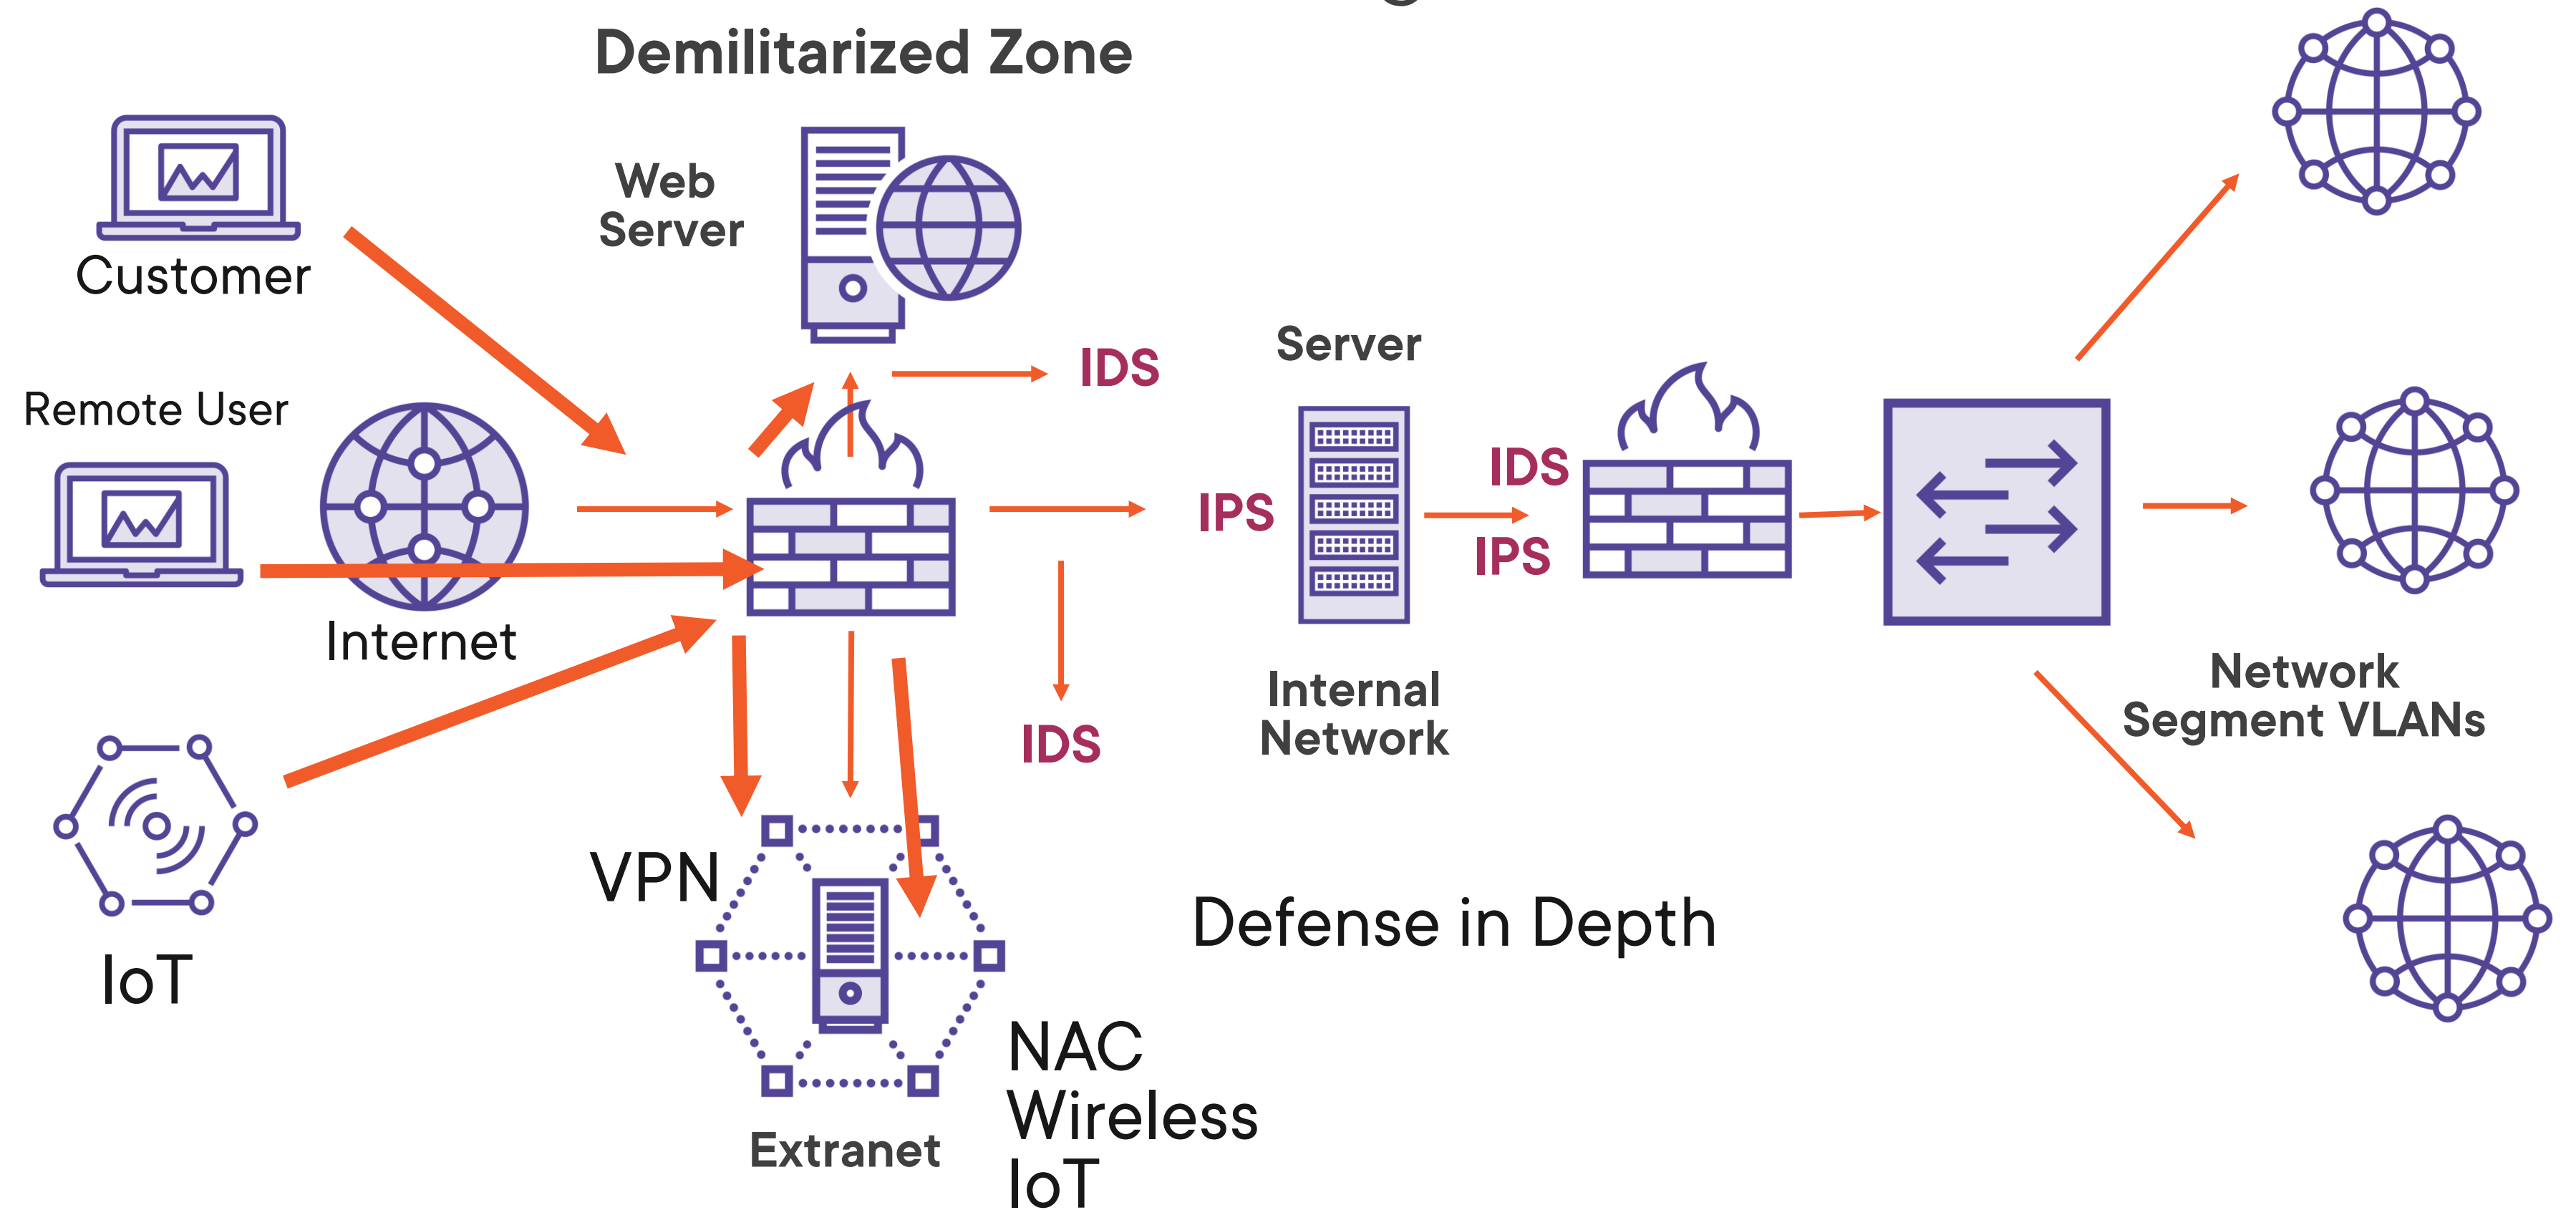 Demilitarized Zone
Customer
Web
Server
IDS
Server
Remote User
Internet
IPS
IDS
IPS
IDS
Internal
Network
Network
Segment VLANs
VPN
Defense in Depth
IoT
NAC
Wireless
IoT
Extranet